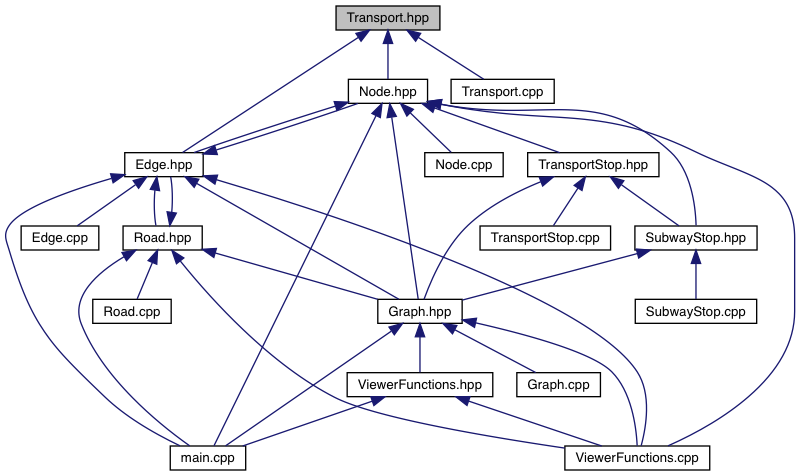 Transport.hpp
Node.hpp
Transport.cpp
Edge.hpp
Node.cpp
TransportStop.hpp
Edge.cpp
Road.hpp
TransportStop.cpp
SubwayStop.hpp
Road.cpp
Graph.hpp
SubwayStop.cpp
ViewerFunctions.hpp
Graph.cpp
main.cpp
ViewerFunctions.cpp